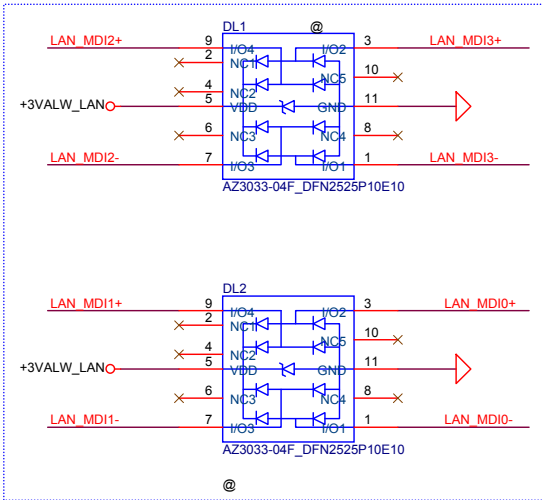 DL1 @
LAN_MDI2+ 9 I/O4 I/O2 3 LAN_MDI3+
2 NC1
NC5 10
4 NC2
+3VALW_LAN 5 VDD GND 11
6 NC3 NC4 8
LAN_MDI2- 7 I/O3 I/O1 1 LAN_MDI3-
AZ3033-04F_DFN2525P10E10
DL2
LAN_MDI1+ 9 I/O4 I/O2 3 LAN_MDI0+
2 NC1
NC5 10
4 NC2
+3VALW_LAN 5 VDD GND 11
6 NC3 NC4 8
LAN_MDI1- 7 I/O3 I/O1 1 LAN_MDI0-
AZ3033-04F_DFN2525P10E10
@